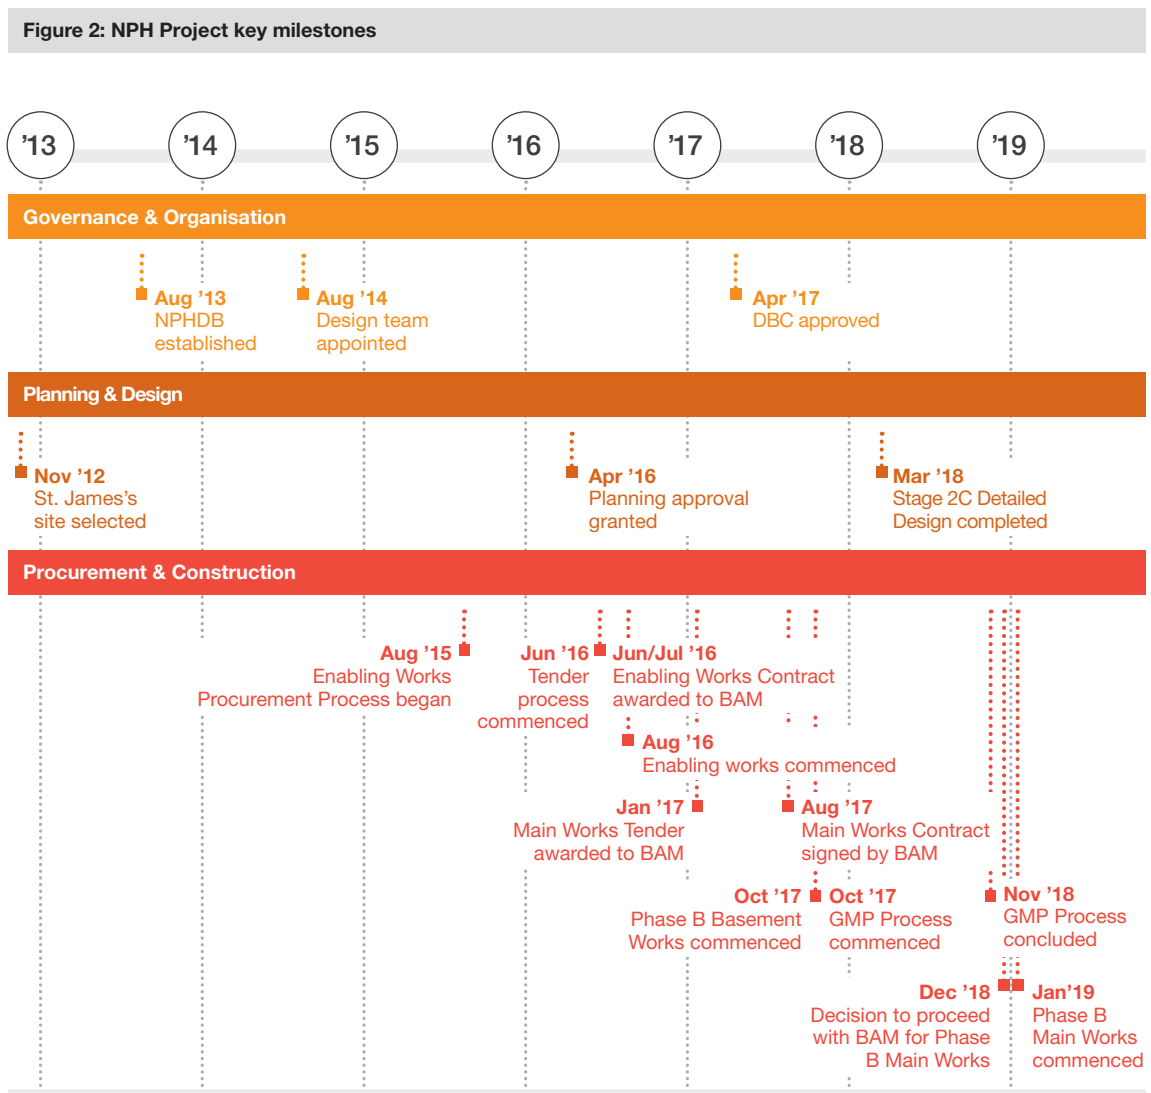 Figure 2: NPH Project key milestones
’13
’14
’15
’16
’17
’18
’19
Governance & Organisation
Aug ’13
NPHDB
established
Aug ’14
Design team
appointed
Apr ’17
DBC approved
Planning & Design
Nov ’12
St. James’s
site selected
Apr ’16
Planning approval
granted
Mar ’18
Stage 2C Detailed
Design completed
Procurement & Construction
Aug ’15
Enabling Works
Procurement Process began
Jun ’16
Tender
process
commenced
Jun/Jul ’16
Enabling Works Contract
awarded to BAM
Aug ’16
Enabling works commenced
Jan ’17
Main Works Tender
awarded to BAM
Aug ’17
Main Works Contract
signed by BAM
Oct ’17
Phase B Basement
Works commenced
Oct ’17
GMP Process
commenced
Nov ’18
GMP Process
concluded
Dec ’18
Decision to proceed
with BAM for Phase
B Main Works
Jan’19
Phase B
Main Works
commenced